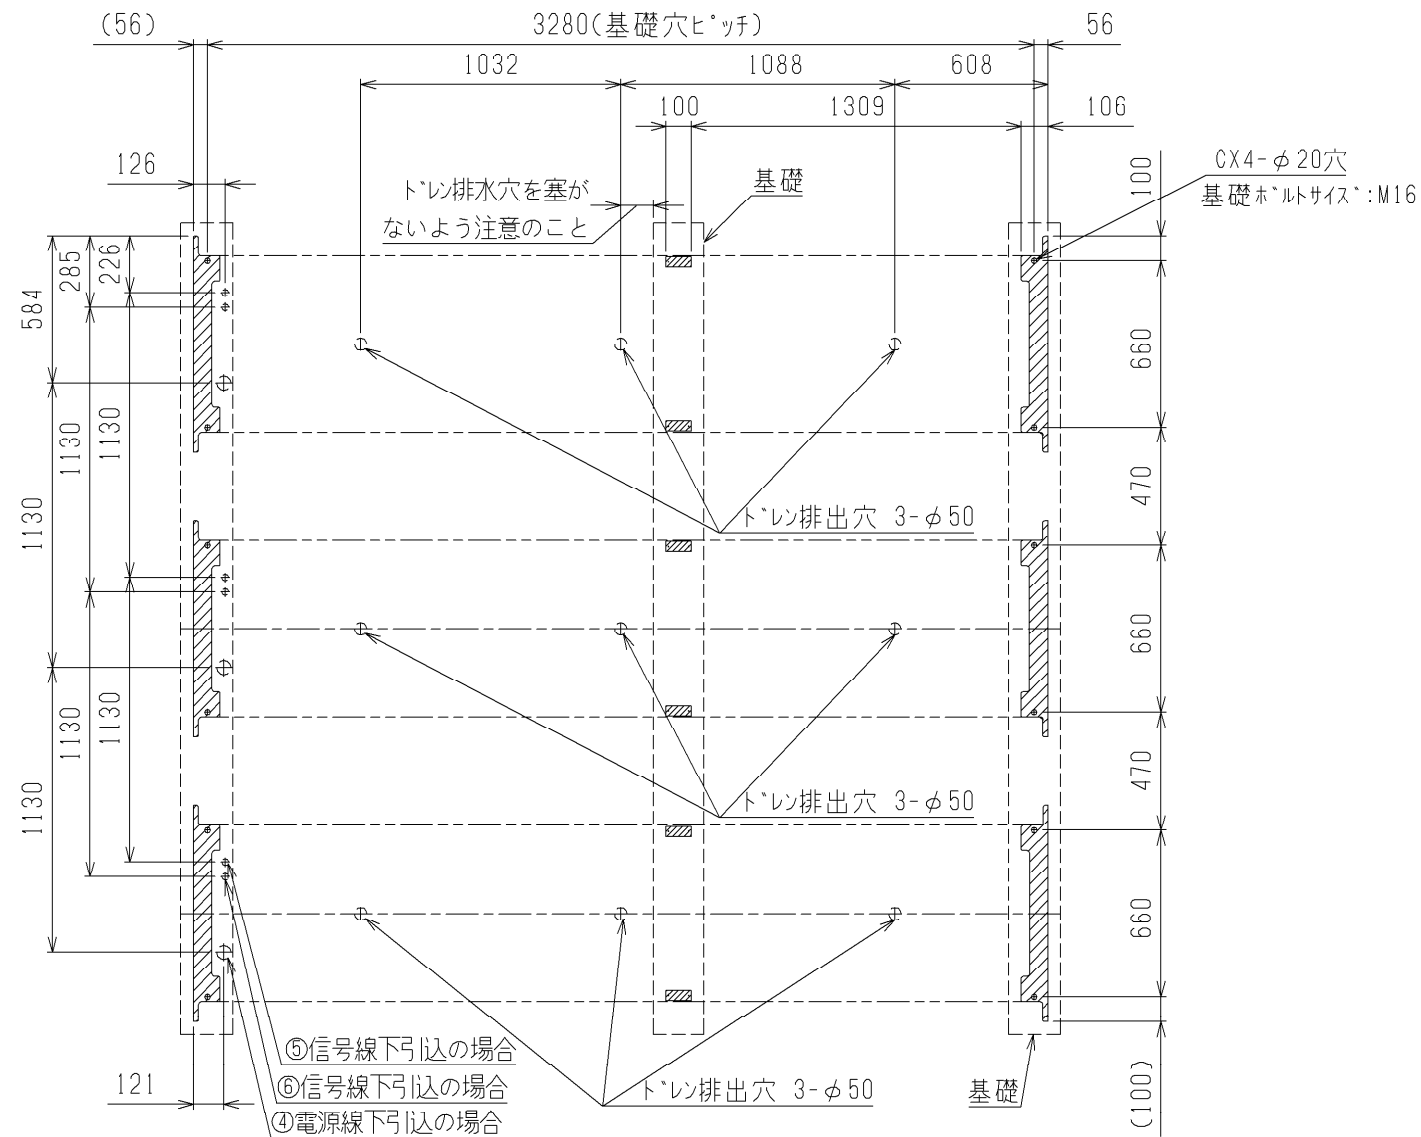 (56)
3280(基礎穴ピッチ)
56
1032
1088
608
100
1309
106
126
ドレン排水穴を塞が
ないよう注意のこと
基礎
CX4-φ20穴
基礎ボルトサイズ:M16
100
584
285
226
660
1130
1130
470
ドレン排出穴 3-φ50
1130
660
1130
1130
470
ドレン排出穴 3-φ50
1130
660
⑤信号線下引込の場合
⑥信号線下引込の場合
④電源線下引込の場合
121
ドレン排出穴 3-φ50
基礎
(100)